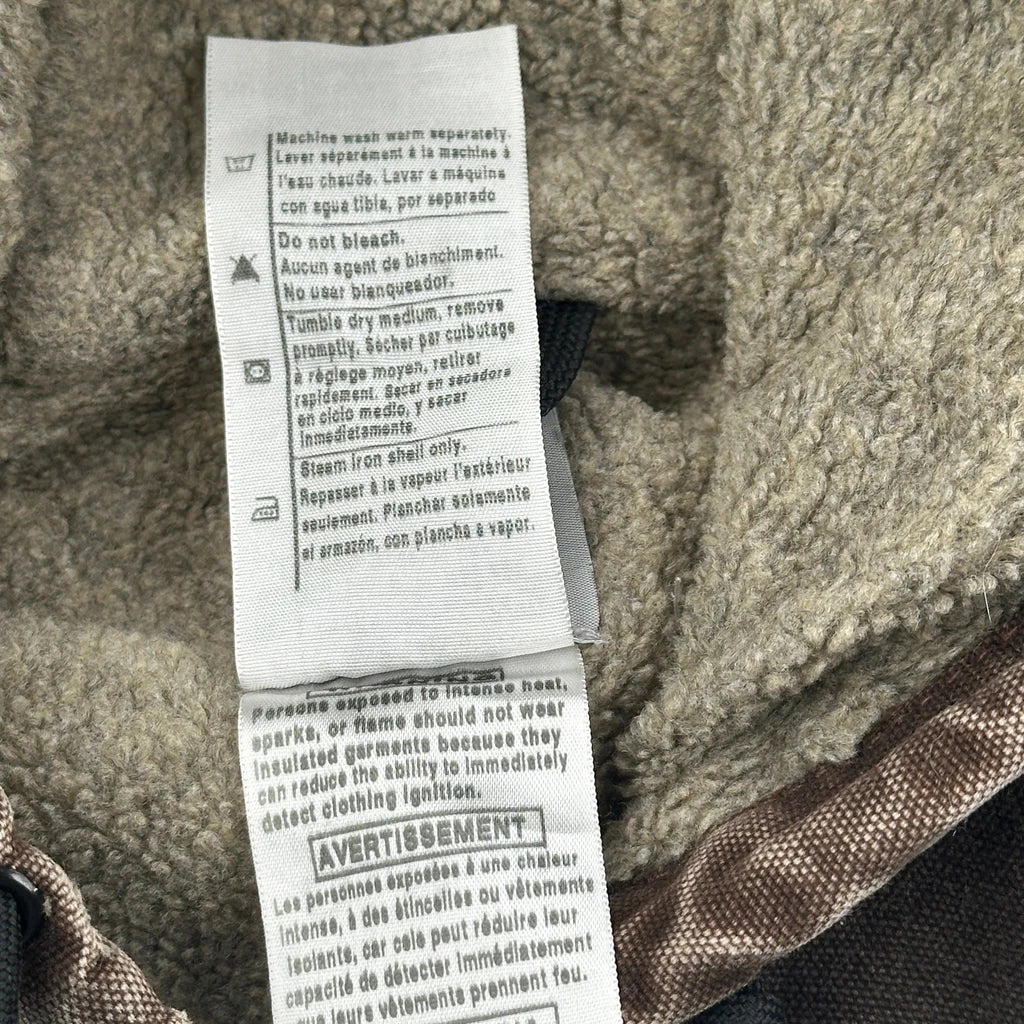 Machine wash warm separately.
Laver séparément à la machine à
l'eau chaude. Lavar a máquina
con agua tibia, por separado
Do not bleach.
Aucun agent de blanchiment.
No usar blanqueador.
Tumble dry medium, remove
promptly. Sécher par culbutage
à réglage moyen, retirer
rapidement. Sacar en secadora
en ciclo medio, y sacar
inmediatamente.
Steam iron shell only.
Repasser à la vapeur l'extérieur
seulement. Planchar solamente
el armazón, con plancha a vapor.
Persons exposed to intense heat,
sparks, or flame should not wear
insulated garments because they
can reduce the ability to immediately
detect clothing ignition.
AVERTISSEMENT
Les personnes exposées à une chaleur
intense, à des étincelles ou vêtements
isolants, car cela peut réduire leur
capacité de détecter immédiatement
que leurs vêtements prennent feu.